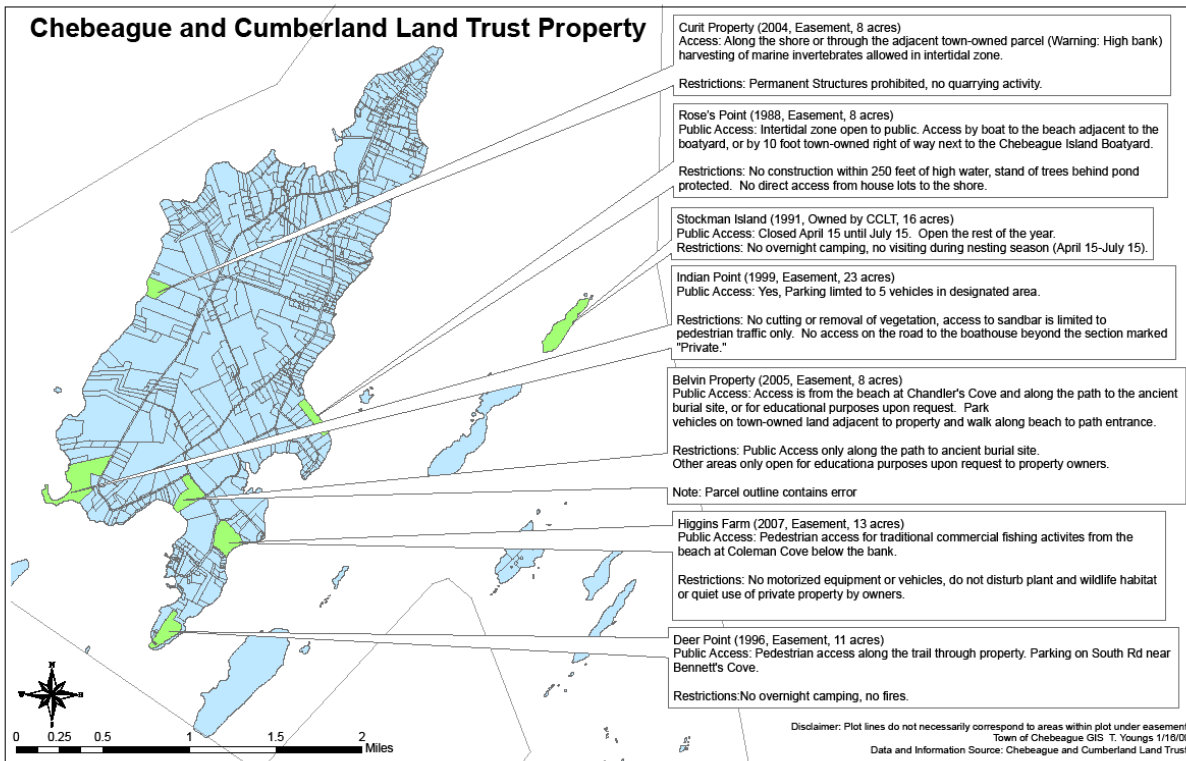 Chebeague and Cumberland Land Trust Property
Curit Property (2004, Easement, 8 acres)
Access: Along the shore or through the adjacent town-owned parcel (Warning: High bank)
harvesting of marine invertebrates allowed in intertidal zone.
Restrictions: Permanent Structures prohibited, no quarrying activity.
Rose's Point (1988, Easement, 8 acres)
Public Access: Intertidal zone open to public. Access by boat to the beach adjacent to the
boatyard, or by 10 foot town-owned right of way next to the Chebeague Island Boatyard.
Restrictions: No construction within 250 feet of high water, stand of trees behind pond
protected. No direct access from house lots to the shore.
Stockman Island (1991, Owned by CCLT, 16 acres)
Public Access: Closed April 15 until July 15. Open the rest of the year.
Restrictions: No overnight camping, no visiting during nesting season (April 15-July 15).
Indian Point (1999, Easement, 23 acres)
Public Access: Yes, Parking limted to 5 vehicles in designated area.
Restrictions: No cutting or removal of vegetation, access to sandbar is limited to
pedestrian traffic only. No access on the road to the boathouse beyond the section marked
"Private."
Belvin Property (2005, Easement, 8 acres)
Public Access: Access is from the beach at Chandler's Cove and along the path to the ancient
burial site, or for educational purposes upon request. Park
vehicles on town-owned land adjacent to property and walk along beach to path entrance.
Restrictions: Public Access only along the path to ancient burial site.
Other areas only open for educationa purposes upon request to property owners.
Note: Parcel outline contains error
Higgins Farm (2007, Easement, 13 acres)
Public Access: Pedestrian access for traditional commercial fishing activites from the
beach at Coleman Cove below the bank.
Restrictions: No motorized equipment or vehicles, do not disturb plant and wildlife habitat
or quiet use of private property by owners.
Deer Point (1996, Easement, 11 acres)
Public Access: Pedestrian access along the trail through property. Parking on South Rd near
Bennett's Cove.
Restrictions:No overnight camping, no fires.
N
W E
S
0 0.25 0.5 1 1.5 2
Miles
Disclaimer: Plot lines do not necessarily correspond to areas within plot under easement
Town of Chebeague GIS T. Youngs
Data and Information Source: Chebeague and Cumberland Land Trust